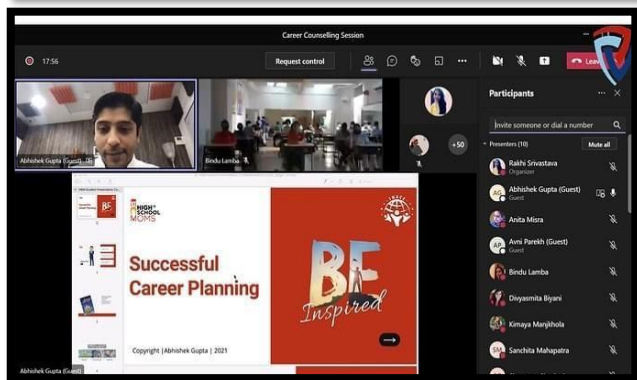 Career Counselling Session
17:56
Request control
Leave
Abhishek Gupta (Guest)
Bindu Lamba
+50
Participants
Invite someone or dial a number
Presenters (10)
Mute all
Rakhi Srivastava
Organizer
AG
Abhishek Gupta (Guest)
Guest
Anita Misra
AP
Avni Parekh (Guest)
Guest
Bindu Lamba
Divyasmita Biyani
Kimaya Manjkhola
SM
Sanchita Mahapatra
HIGH SCHOOL
MOMS
Successful
Career Planning
BE
Inspired
Copyright |Abhishek Gupta | 2021
Abhishek Gupta (Guest)